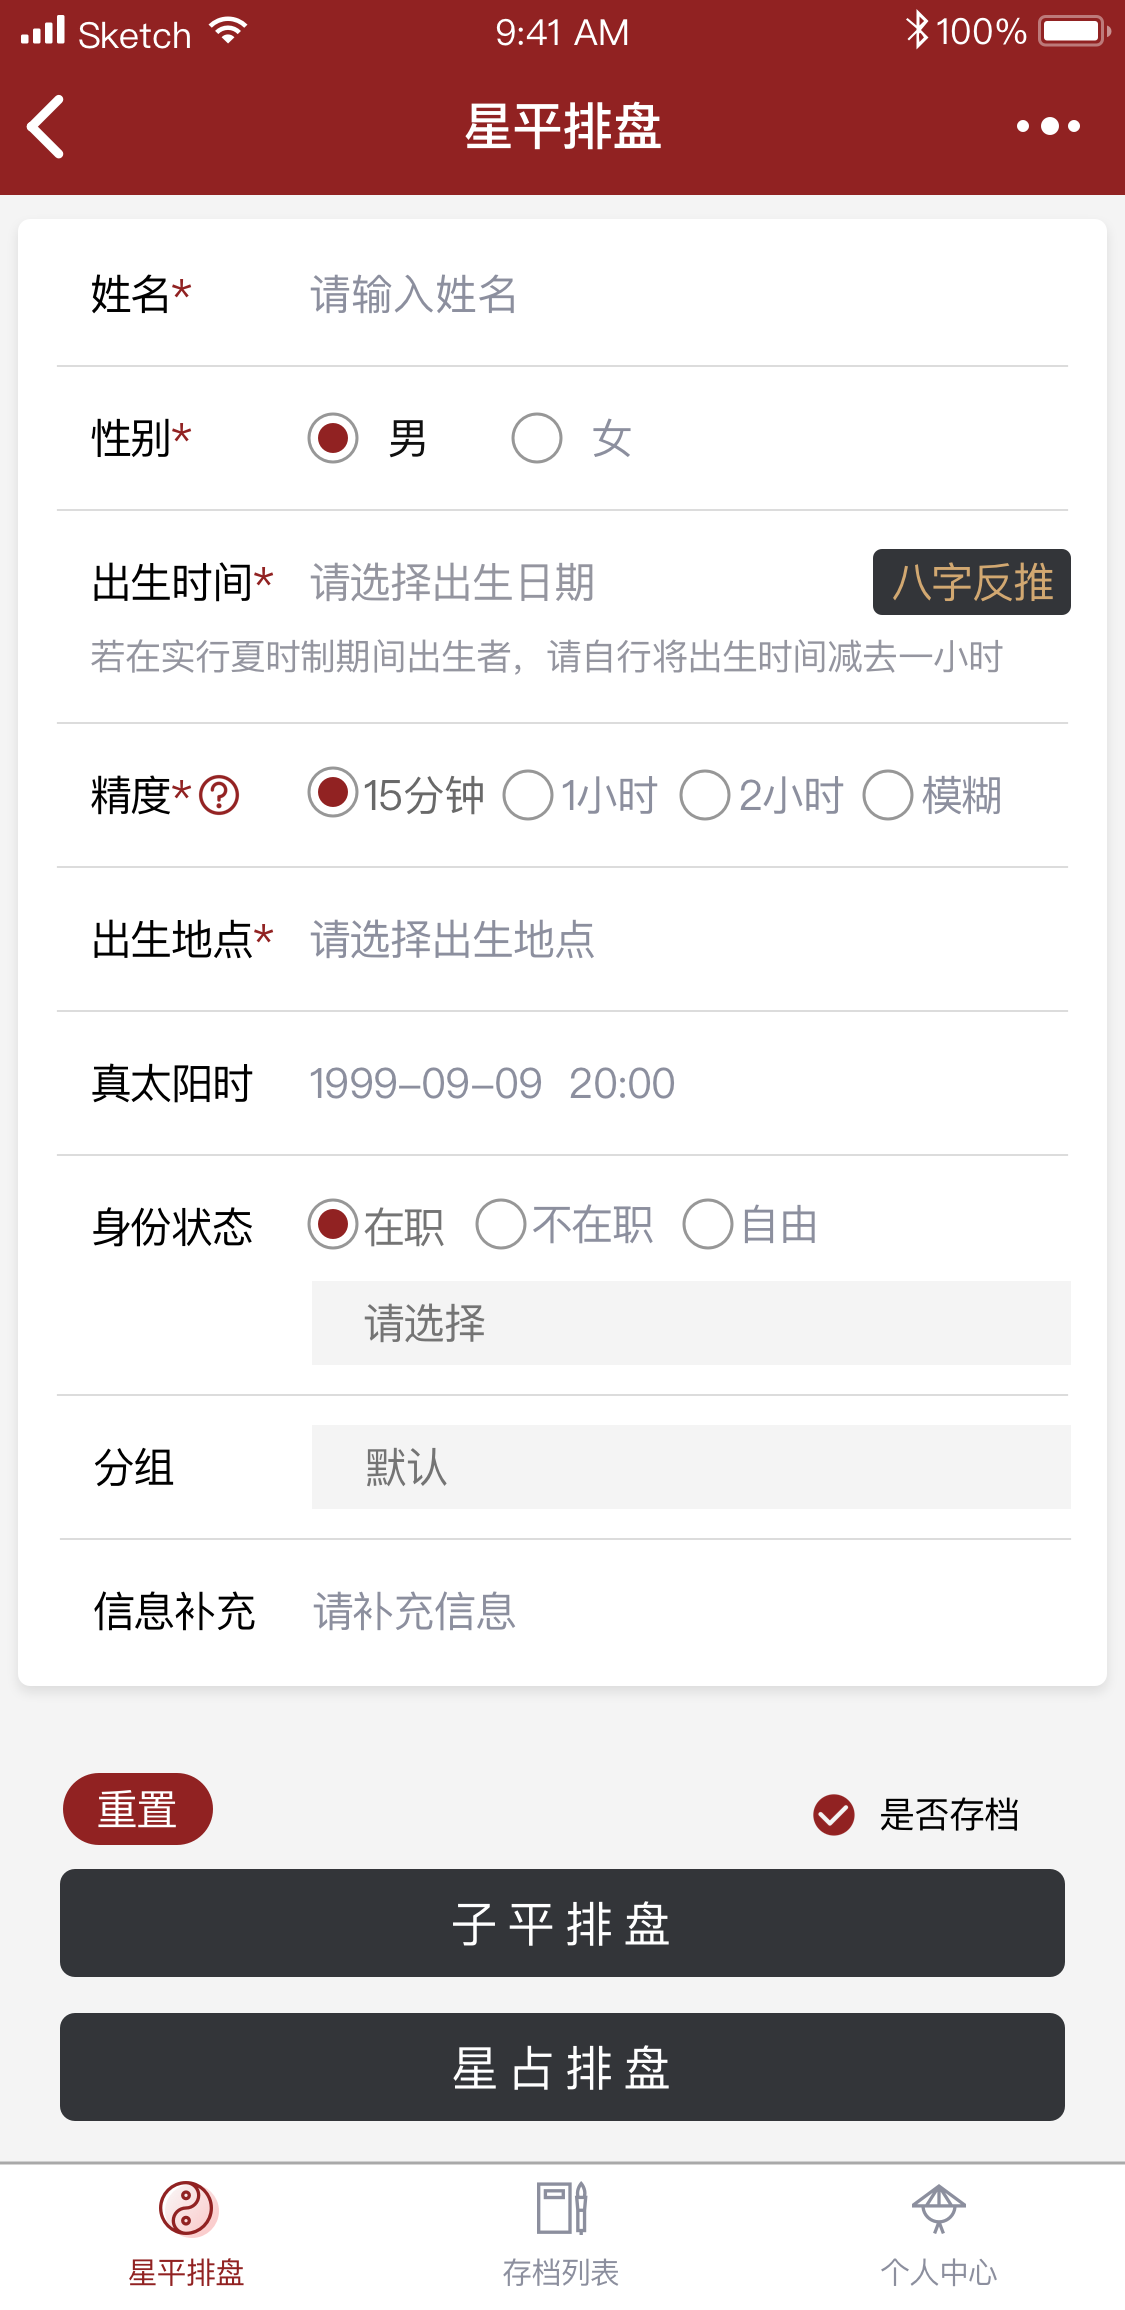 Sketch 9:41 AM 100%
星平排盘
姓名* 请输入姓名
性别* 男 女
出生时间* 请选择出生日期 八字反推
若在实行夏时制期间出生者，请自行将出生时间减去一小时
精度* ? 15分钟 1小时 2小时 模糊
出生地点* 请选择出生地点
真太阳时 1999-09-09 20:00
身份状态 在职 不在职 自由
请选择
分组 默认
信息补充 请补充信息
重置 是否存档
子平排盘
星占排盘
星平排盘 存档列表 个人中心